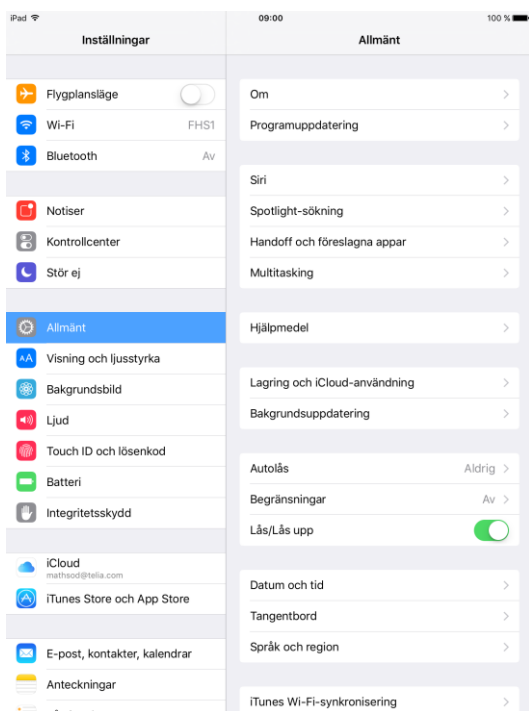 iPad 09:00 100 %
Inställningar
Flygplansläge
Wi-Fi FHS1
Bluetooth Av
Notiser
Kontrollcenter
Stör ej
Allmänt
Visning och ljusstyrka
Bakgrundsbild
Ljud
Touch ID och lösenkod
Batteri
Integritetsskydd
iCloud
mathsod@telia.com
iTunes Store och App Store
E-post, kontakter, kalendrar
Anteckningar
Allmänt
Om
Programuppdatering
Siri
Spotlight-sökning
Handoff och föreslagna appar
Multitasking
Hjälpmedel
Lagring och iCloud-användning
Bakgrundsuppdatering
Autolås Aldrig
Begränsningar Av
Lås/Lås upp
Datum och tid
Tangentbord
Språk och region
iTunes Wi-Fi-synkronisering